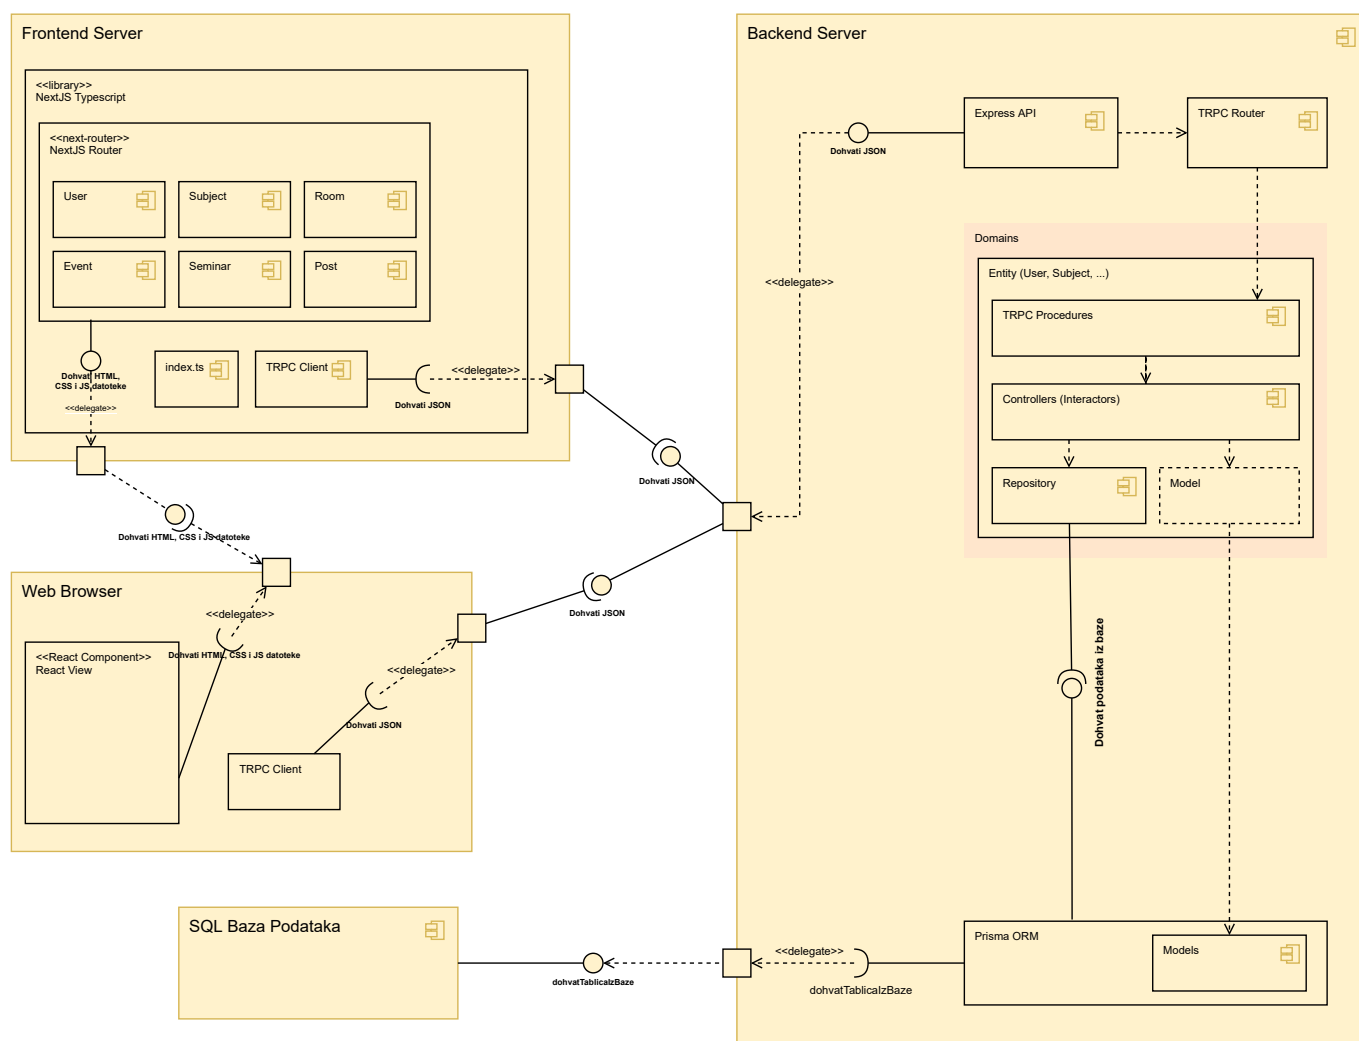 Frontend Server
<<library>>
NextJS Typescript
<<next-router>>
NextJS Router
User
Subject
Room
Event
Seminar
Post
Dohvati HTML,
CSS i JS datoteke
<<delegate>>
index.ts
TRPC Client
Dohvati JSON
<<delegate>>
Dohvati JSON
Dohvati HTML, CSS i JS datoteke
Web Browser
<<delegate>>
Dohvati HTML, CSS i JS datoteke
<<React Component>>
React View
<<delegate>>
Dohvati JSON
TRPC Client
Dohvati JSON
SQL Baza Podataka
dohvatTablicaIzBaze
Backend Server
Express API
TRPC Router
Dohvati JSON
<<delegate>>
Domains
Entity (User, Subject, ...)
TRPC Procedures
Controllers (Interactors)
Repository
Model
Dohvat podataka iz baze
Prisma ORM
Models
<<delegate>>
dohvatTablicaIzBaze